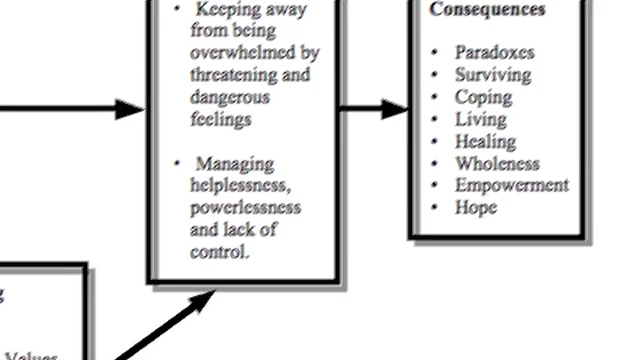 • Keeping away
from being
overwhelmed by
threatening and
dangerous
feelings
• Managing
helplessness,
powerlessness
and lack of
control.
Consequences
• Paradoxes
• Surviving
• Coping
• Living
• Healing
• Wholeness
• Empowerment
• Hope
Values